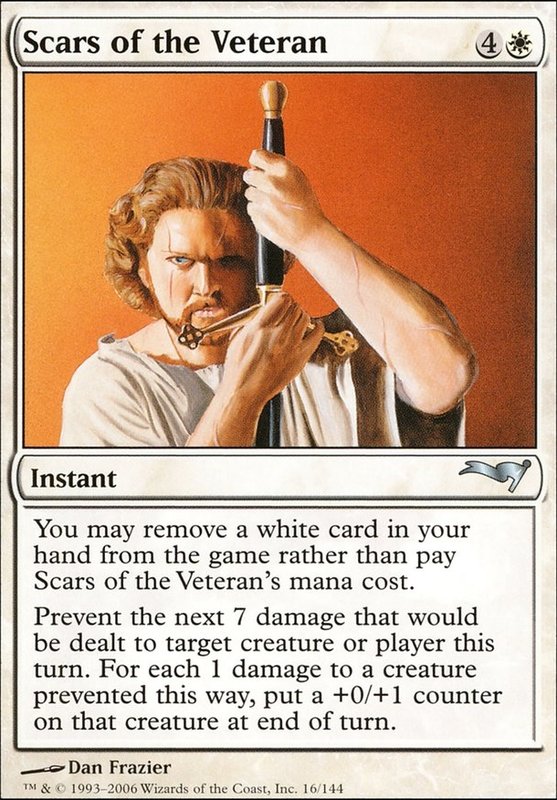 Scars of the Veteran 4
Instant
You may remove a white card in your
hand from the game rather than pay
Scars of the Veteran's mana cost.
Prevent the next 7 damage that would
be dealt to target creature or player this
turn. For each 1 damage to a creature
prevented this way, put a +0/+1 counter
on that creature at end of turn.
Dan Frazier
™ & © 1993–2006 Wizards of the Coast, Inc. 16/144